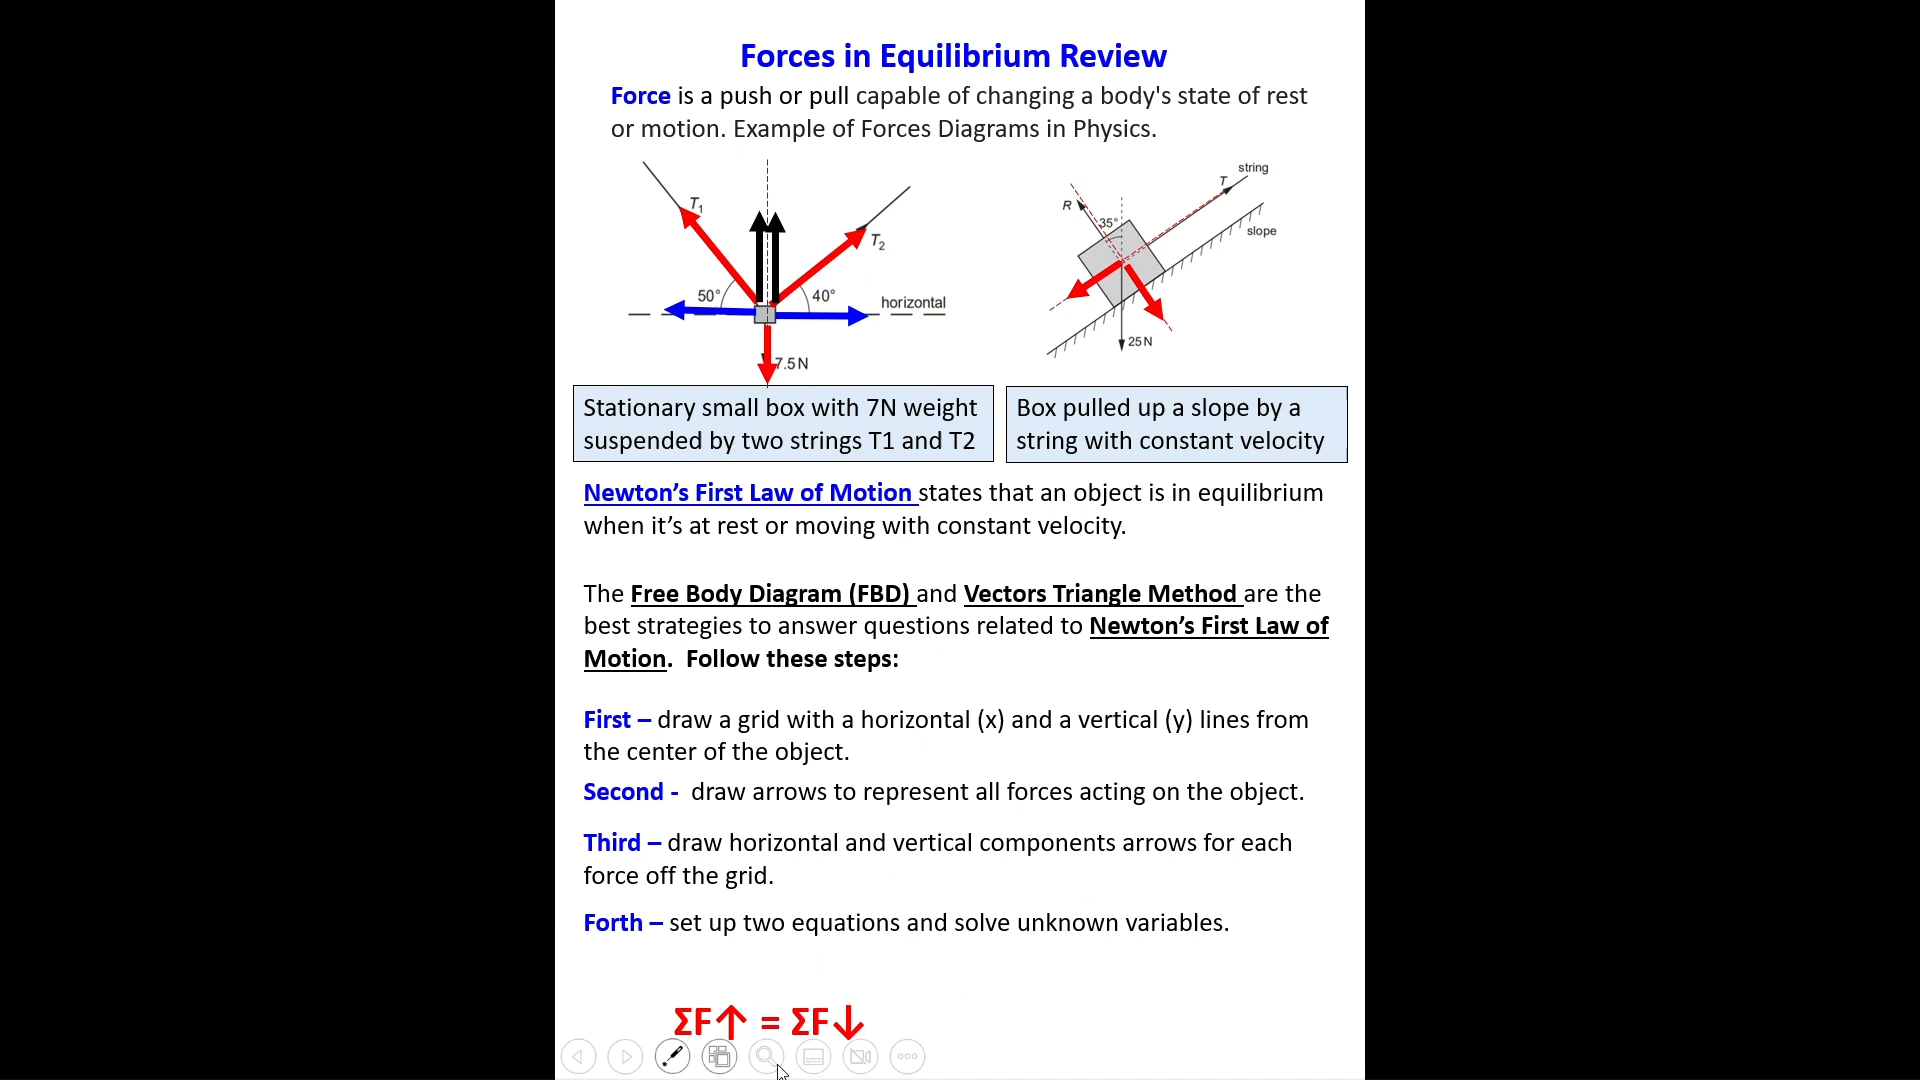 Forces in Equilibrium Review
Force is a push or pull capable of changing a body's state of rest
or motion. Example of Forces Diagrams in Physics.
T1
T2
50°
40°
horizontal
7.5 N
string
T
R
35°
slope
25 N
Stationary small box with 7N weight
suspended by two strings T1 and T2
Box pulled up a slope by a
string with constant velocity
Newton’s First Law of Motion states that an object is in equilibrium
when it’s at rest or moving with constant velocity.
The Free Body Diagram (FBD) and Vectors Triangle Method are the
best strategies to answer questions related to Newton’s First Law of
Motion. Follow these steps:
First – draw a grid with a horizontal (x) and a vertical (y) lines from
the center of the object.
Second - draw arrows to represent all forces acting on the object.
Third – draw horizontal and vertical components arrows for each
force off the grid.
Forth – set up two equations and solve unknown variables.
ΣF↑ = ΣF↓